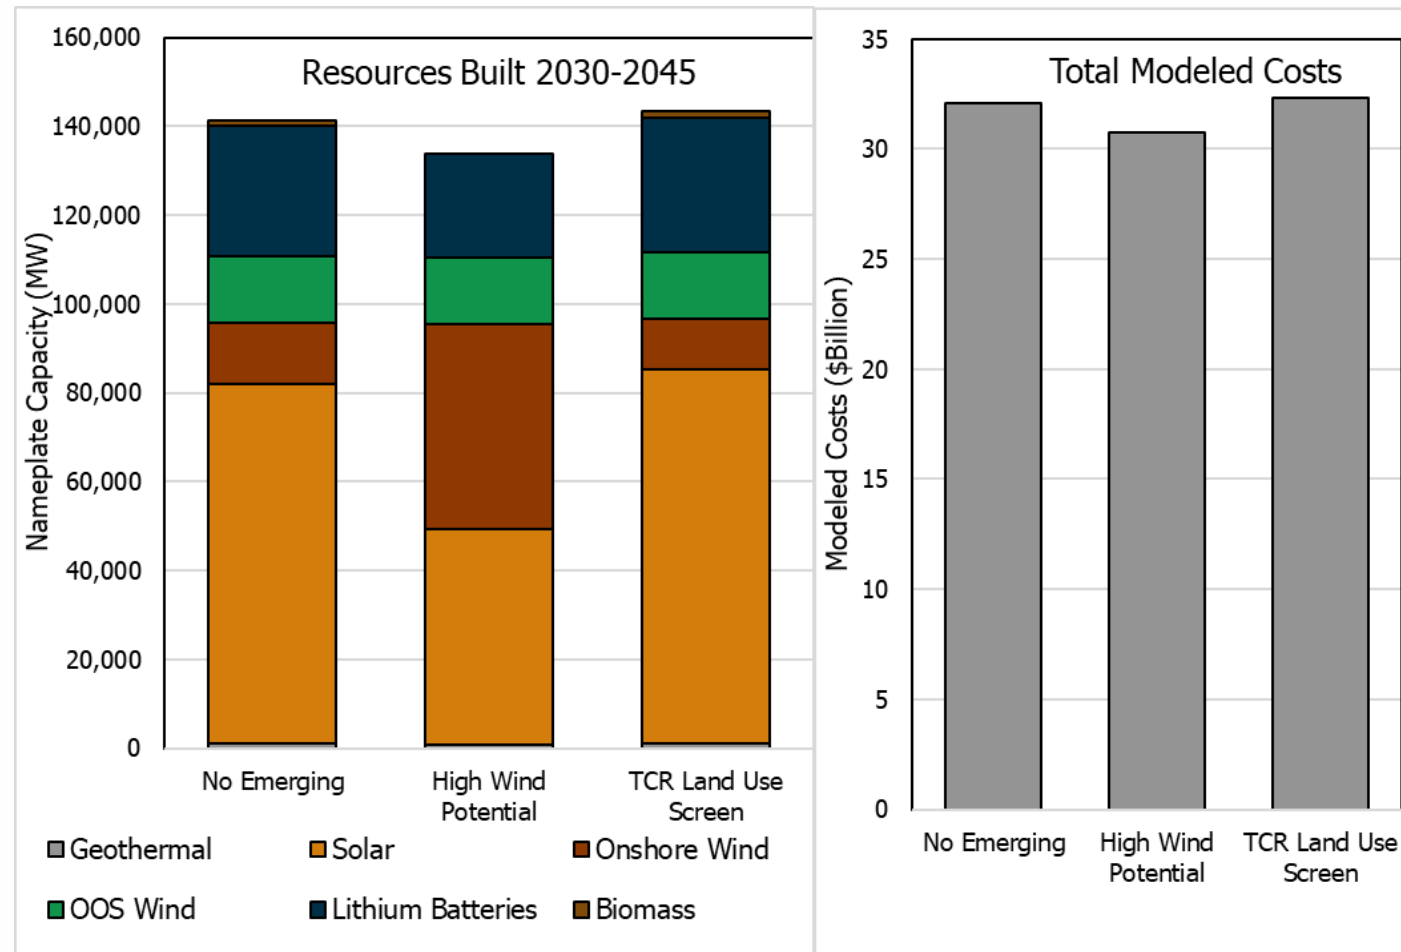 Resources Built 2030-2045
Nameplate Capacity (MW)
160,000
140,000
120,000
100,000
80,000
60,000
40,000
20,000
0
No Emerging
High Wind
Potential
TCR Land Use
Screen
Geothermal
Solar
Onshore Wind
OOS Wind
Lithium Batteries
Biomass
Total Modeled Costs
Modeled Costs ($Billion)
35
30
25
20
15
10
5
0
No Emerging
High Wind
Potential
TCR Land Use
Screen